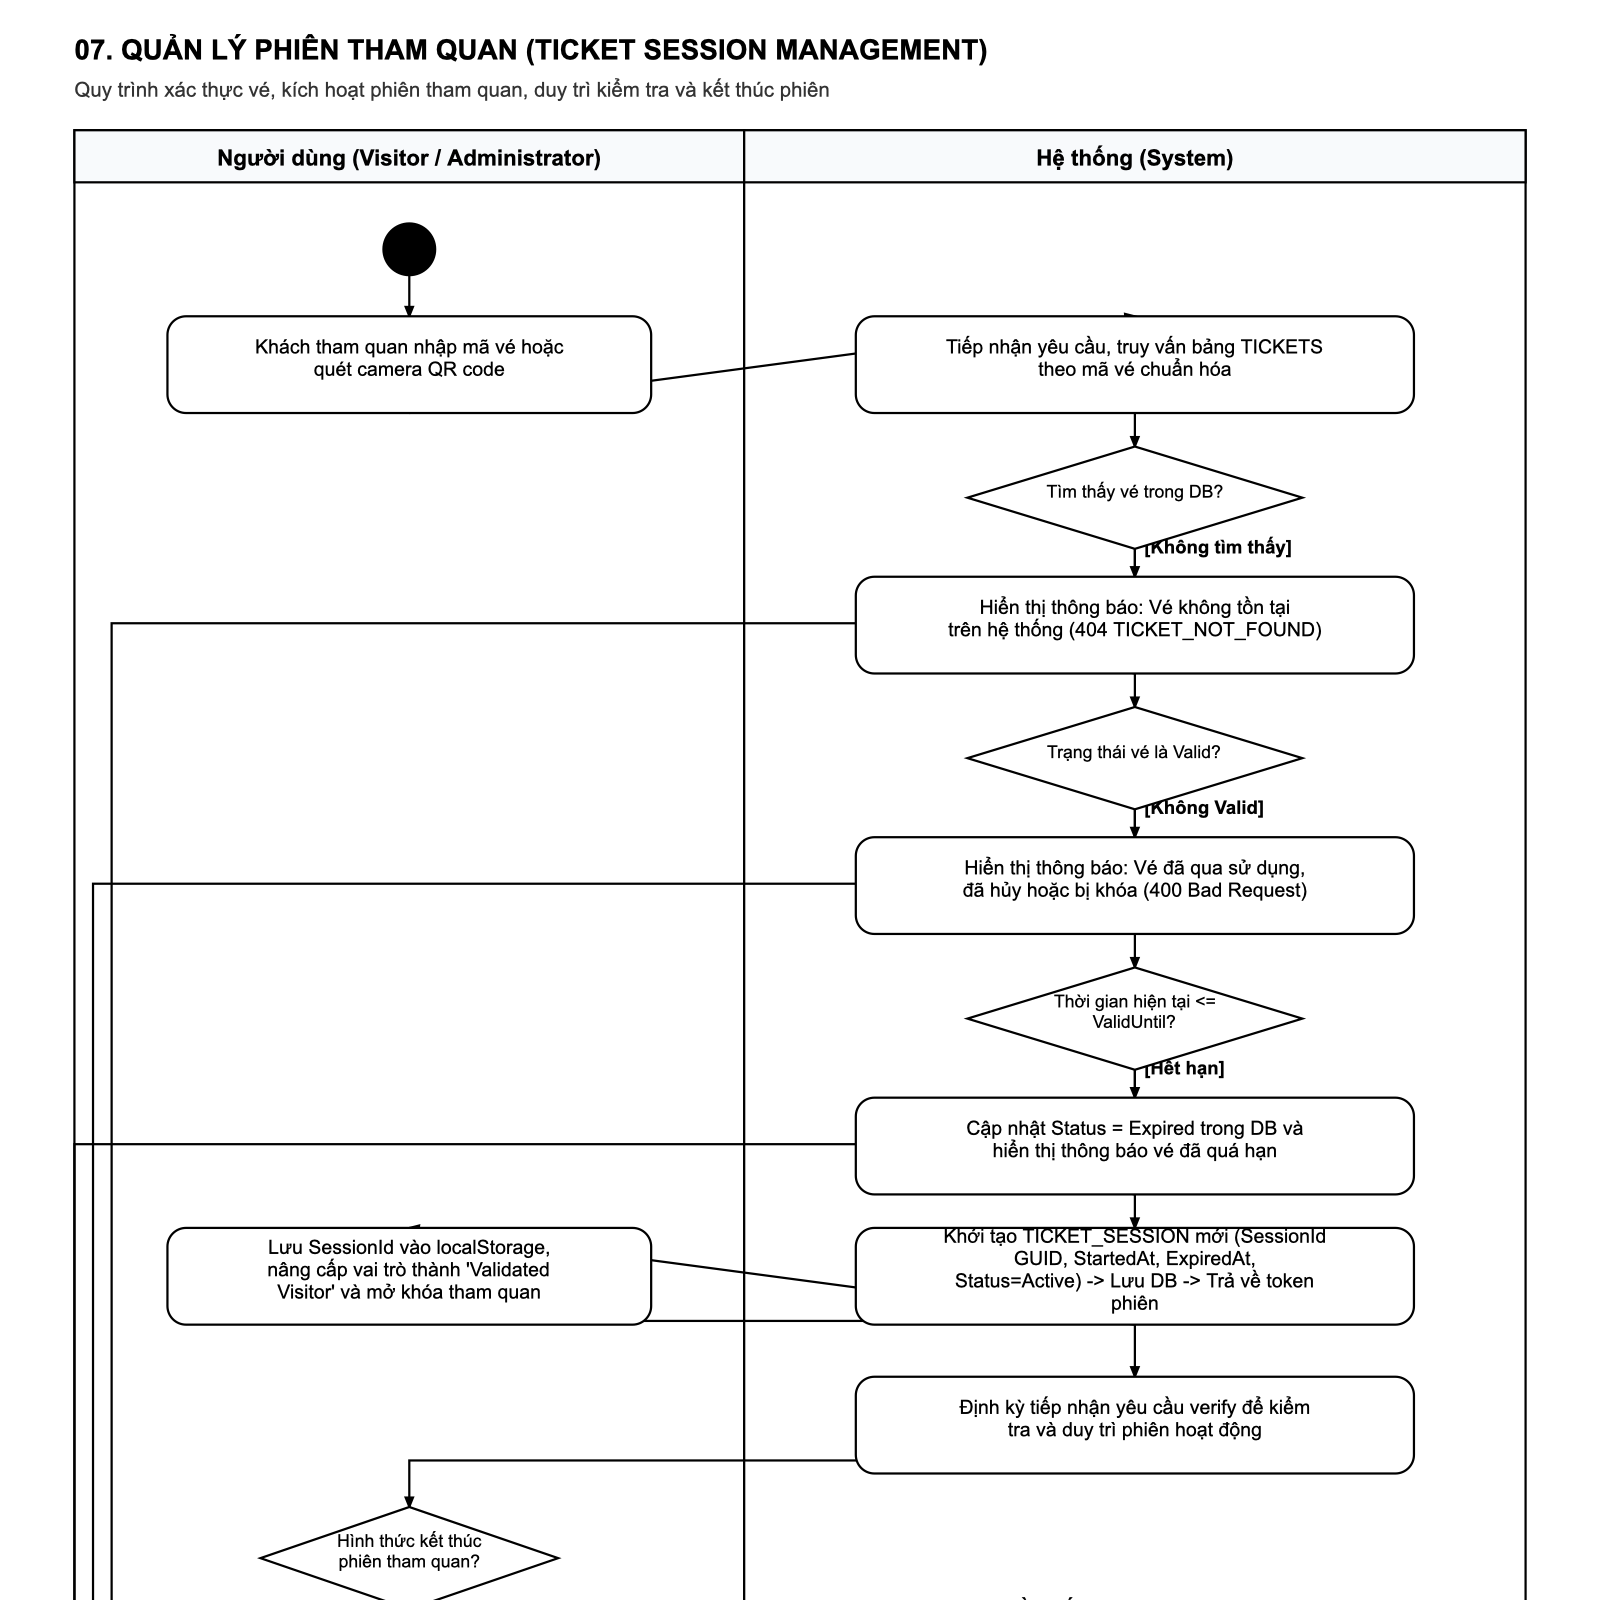 07. QUẢN LÝ PHIÊN THAM QUAN (TICKET SESSION MANAGEMENT)
Quy trình xác thực vé, kích hoạt phiên tham quan, duy trì kiểm tra và kết thúc phiên
Người dùng (Visitor / Administrator)
Hệ thống (System)
Khách tham quan nhập mã vé hoặc
quét camera QR code
Tiếp nhận yêu cầu, truy vấn bảng TICKETS
theo mã vé chuẩn hóa
Tìm thấy vé trong DB?
[Không tìm thấy]
Hiển thị thông báo: Vé không tồn tại
trên hệ thống (404 TICKET_NOT_FOUND)
Trạng thái vé là Valid?
[Không Valid]
Hiển thị thông báo: Vé đã qua sử dụng,
đã hủy hoặc bị khóa (400 Bad Request)
Thời gian hiện tại <=
ValidUntil?
[Hết hạn]
Cập nhật Status = Expired trong DB và
hiển thị thông báo vé đã quá hạn
Lưu SessionId vào localStorage,
nâng cấp vai trò thành 'Validated
Visitor' và mở khóa tham quan
Khởi tạo TICKET_SESSION mới (SessionId
GUID, StartedAt, ExpiredAt,
Status=Active) -> Lưu DB -> Trả về token
phiên
Định kỳ tiếp nhận yêu cầu verify để kiểm
tra và duy trì phiên hoạt động
Hình thức kết thúc
phiên tham quan?